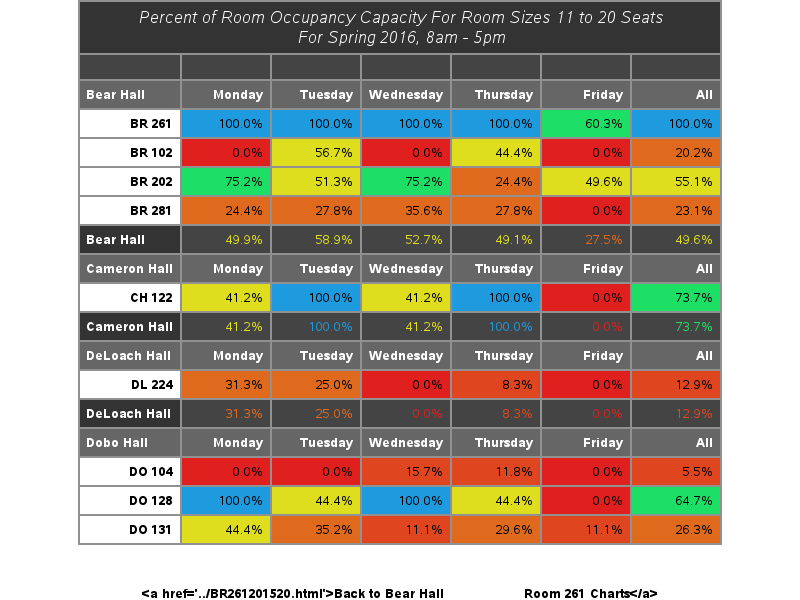 Percent of Room Occupancy Capacity For Room Sizes 11 to 20 Seats
For Spring 2016, 8am - 5pm
Bear Hall Monday Tuesday Wednesday Thursday Friday All
BR 261 100.0% 100.0% 100.0% 100.0% 60.3% 100.0%
BR 102 0.0% 56.7% 0.0% 44.4% 0.0% 20.2%
BR 202 75.2% 51.3% 75.2% 24.4% 49.6% 55.1%
BR 281 24.4% 27.8% 35.6% 27.8% 0.0% 23.1%
Bear Hall 49.9% 58.9% 52.7% 49.1% 27.5% 49.6%
Cameron Hall Monday Tuesday Wednesday Thursday Friday All
CH 122 41.2% 100.0% 41.2% 100.0% 0.0% 73.7%
Cameron Hall 41.2% 100.0% 41.2% 100.0% 0.0% 73.7%
DeLoach Hall Monday Tuesday Wednesday Thursday Friday All
DL 224 31.3% 25.0% 0.0% 8.3% 0.0% 12.9%
DeLoach Hall 31.3% 25.0% 0.0% 8.3% 0.0% 12.9%
Dobo Hall Monday Tuesday Wednesday Thursday Friday All
DO 104 0.0% 0.0% 15.7% 11.8% 0.0% 5.5%
DO 128 100.0% 44.4% 100.0% 44.4% 0.0% 64.7%
DO 131 44.4% 35.2% 11.1% 29.6% 11.1% 26.3%
<a href='../BR261201520.html'>Back to Bear Hall Room 261 Charts</a>